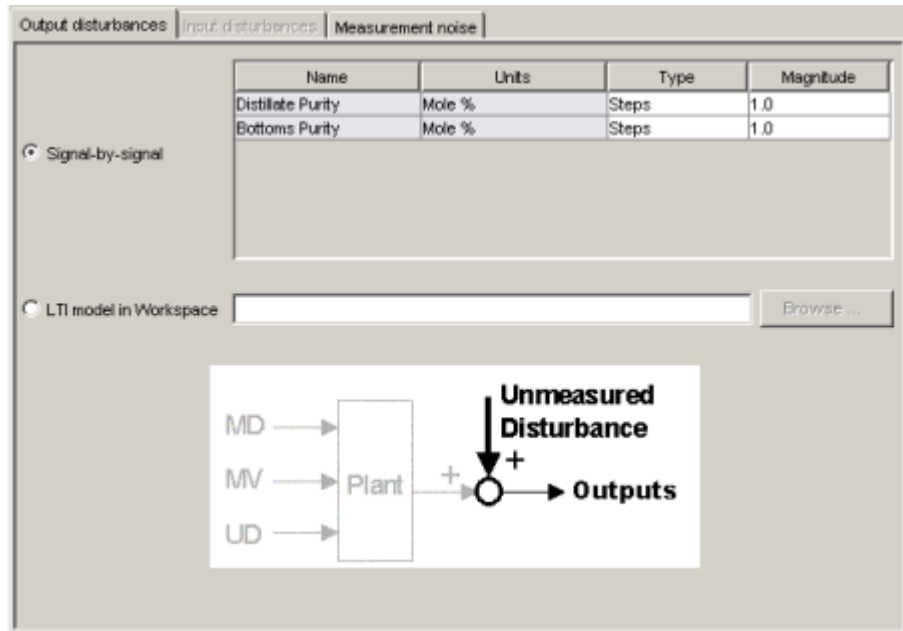 Output disturbances Input disturbances Measurement noise
Name Units Type Magnitude
Distillate Purity Mole % Steps 1.0
Bottoms Purity Mole % Steps 1.0
Signal-by-signal
LTI model in Workspace Browse ...
Unmeasured
Disturbance
MD
+
MV Plant + Outputs
UD